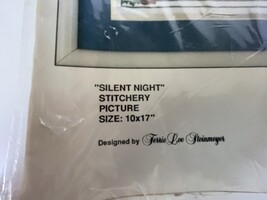 "SILENT NIGHT"
STITCHERY
PICTURE
SIZE: 10x17"
Designed by Terrie Lee Steinmeyer